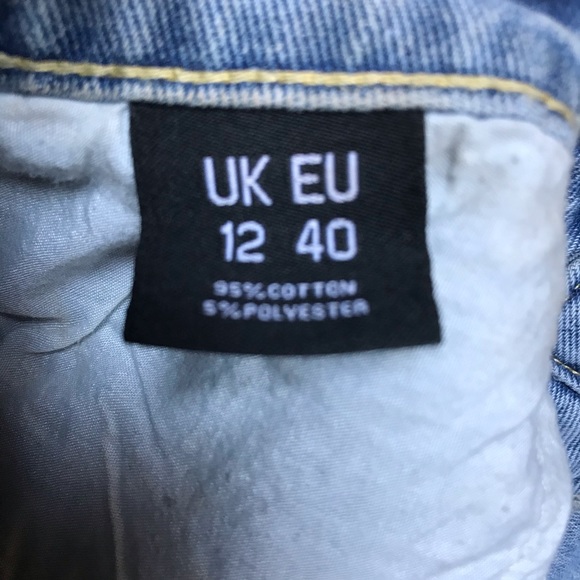 UK EU
12 40
95% COTTON
5% POLYESTER